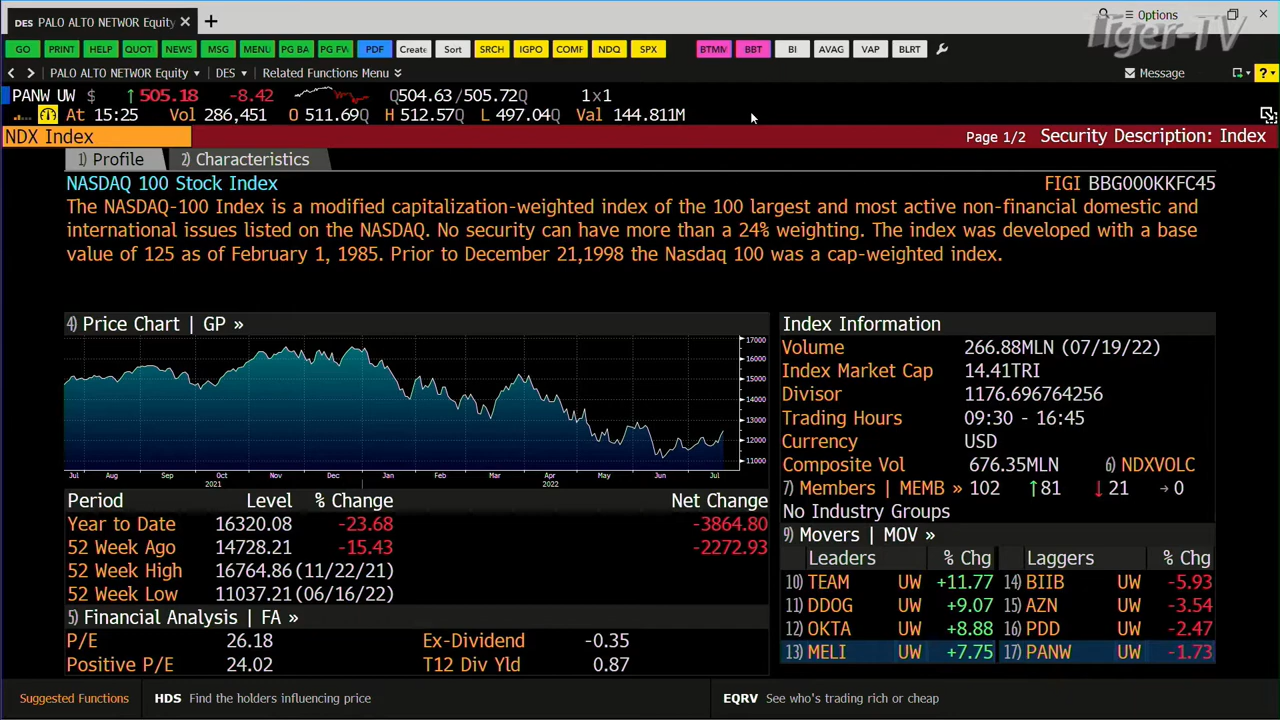 DES PALO ALTO NETWOR Equity × +
Options
Tiger-TV
GO PRINT HELP QUOT NEWS MSG MENU PG BA PG FW PDF Create Sort SRCH IGPO COMF NDQ SPX BTMM BBT BI AVAG VAP BLRT
< > PALO ALTO NETWOR Equity DES Related Functions Menu Message ?
PANW UW $ ↑505.18 -8.42 Q504.63/505.72Q 1x1
At 15:25 Vol 286,451 O 511.69Q H 512.57Q L 497.04Q Val 144.811M
NDX Index Page 1/2 Security Description: Index
1) Profile 2) Characteristics
NASDAQ 100 Stock Index FIGI BBG000KKFC45
The NASDAQ-100 Index is a modified capitalization-weighted index of the 100 largest and most active non-financial domestic and
international issues listed on the NASDAQ. No security can have more than a 24% weighting. The index was developed with a base
value of 125 as of February 1, 1985. Prior to December 21,1998 the Nasdaq 100 was a cap-weighted index.
4) Price Chart | GP »
17000
16000
15000
14000
13000
12000
11000
Jul Aug Sep Oct Nov Dec Jan Feb Mar Apr May Jun Jul
2021 2022
Period Level % Change Net Change
Year to Date 16320.08 -23.68 -3864.80
52 Week Ago 14728.21 -15.43 -2272.93
52 Week High 16764.86 (11/22/21)
52 Week Low 11037.21 (06/16/22)
5) Financial Analysis | FA »
P/E 26.18 Ex-Dividend -0.35
Positive P/E 24.02 T12 Div Yld 0.87
Index Information
Volume 266.88MLN (07/19/22)
Index Market Cap 14.41TRI
Divisor 1176.696764256
Trading Hours 09:30 - 16:45
Currency USD
Composite Vol 676.35MLN 6) NDXVOLC
7) Members | MEMB » 102 ↑81 ↓21 →0
No Industry Groups
9) Movers | MOV »
Leaders % Chg Laggers % Chg
10) TEAM UW +11.77 14) BIIB UW -5.93
11) DDOG UW +9.07 15) AZN UW -3.54
12) OKTA UW +8.88 16) PDD UW -2.47
13) MELI UW +7.75 17) PANW UW -1.73
Suggested Functions HDS Find the holders influencing price EQRV See who's trading rich or cheap